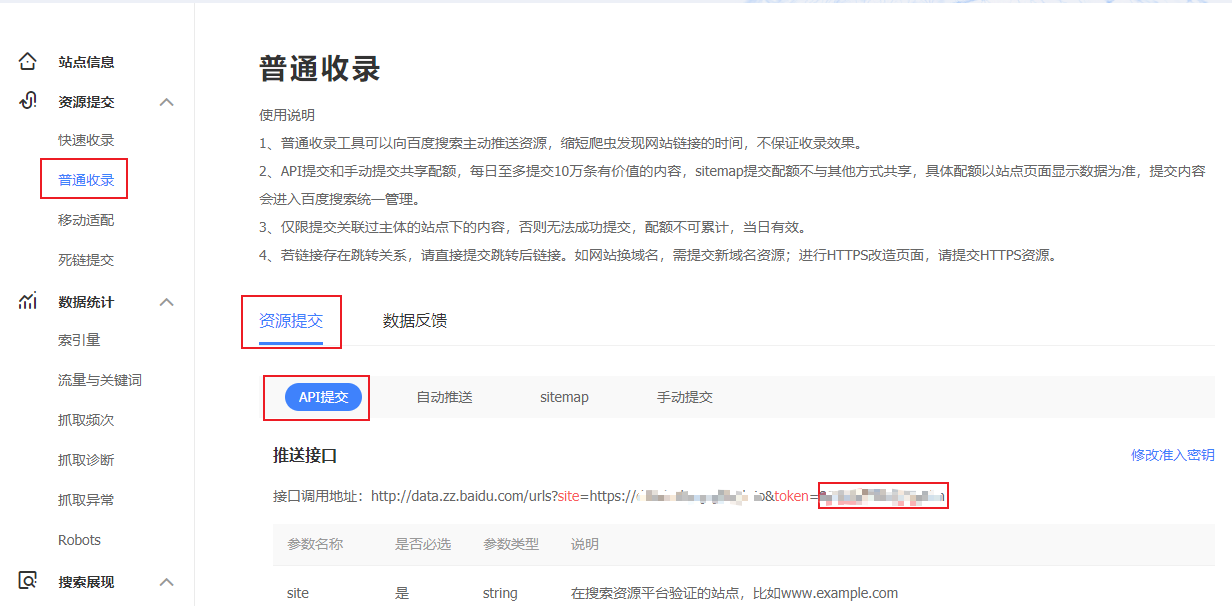 站点信息
资源提交
快速收录
普通收录
移动适配
死链提交
数据统计
索引量
流量与关键词
抓取频次
抓取诊断
抓取异常
Robots
搜索展现
普通收录
使用说明
1、普通收录工具可以向百度搜索主动推送资源，缩短爬虫发现网站链接的时间，不保证收录效果。
2、API提交和手动提交共享配额，每日至多提交10万条有价值的内容，sitemap提交配额不与其他方式共享，具体配额以站点页面显示数据为准，提交内容
会进入百度搜索统一管理。
3、仅限提交关联过主体的站点下的内容，否则无法成功提交，配额不可累计，当日有效。
4、若链接存在跳转关系，请直接提交跳转后链接。如网站换域名，需提交新域名资源；进行HTTPS改造页面，请提交HTTPS资源。
资源提交 数据反馈
API提交 自动推送 sitemap 手动提交
推送接口 修改准入密钥
接口调用地址：http://data.zz.baidu.com/urls?site=https:// &token=
参数名称 是否必选 参数类型 说明
site 是 string 在搜索资源平台验证的站点，比如www.example.com